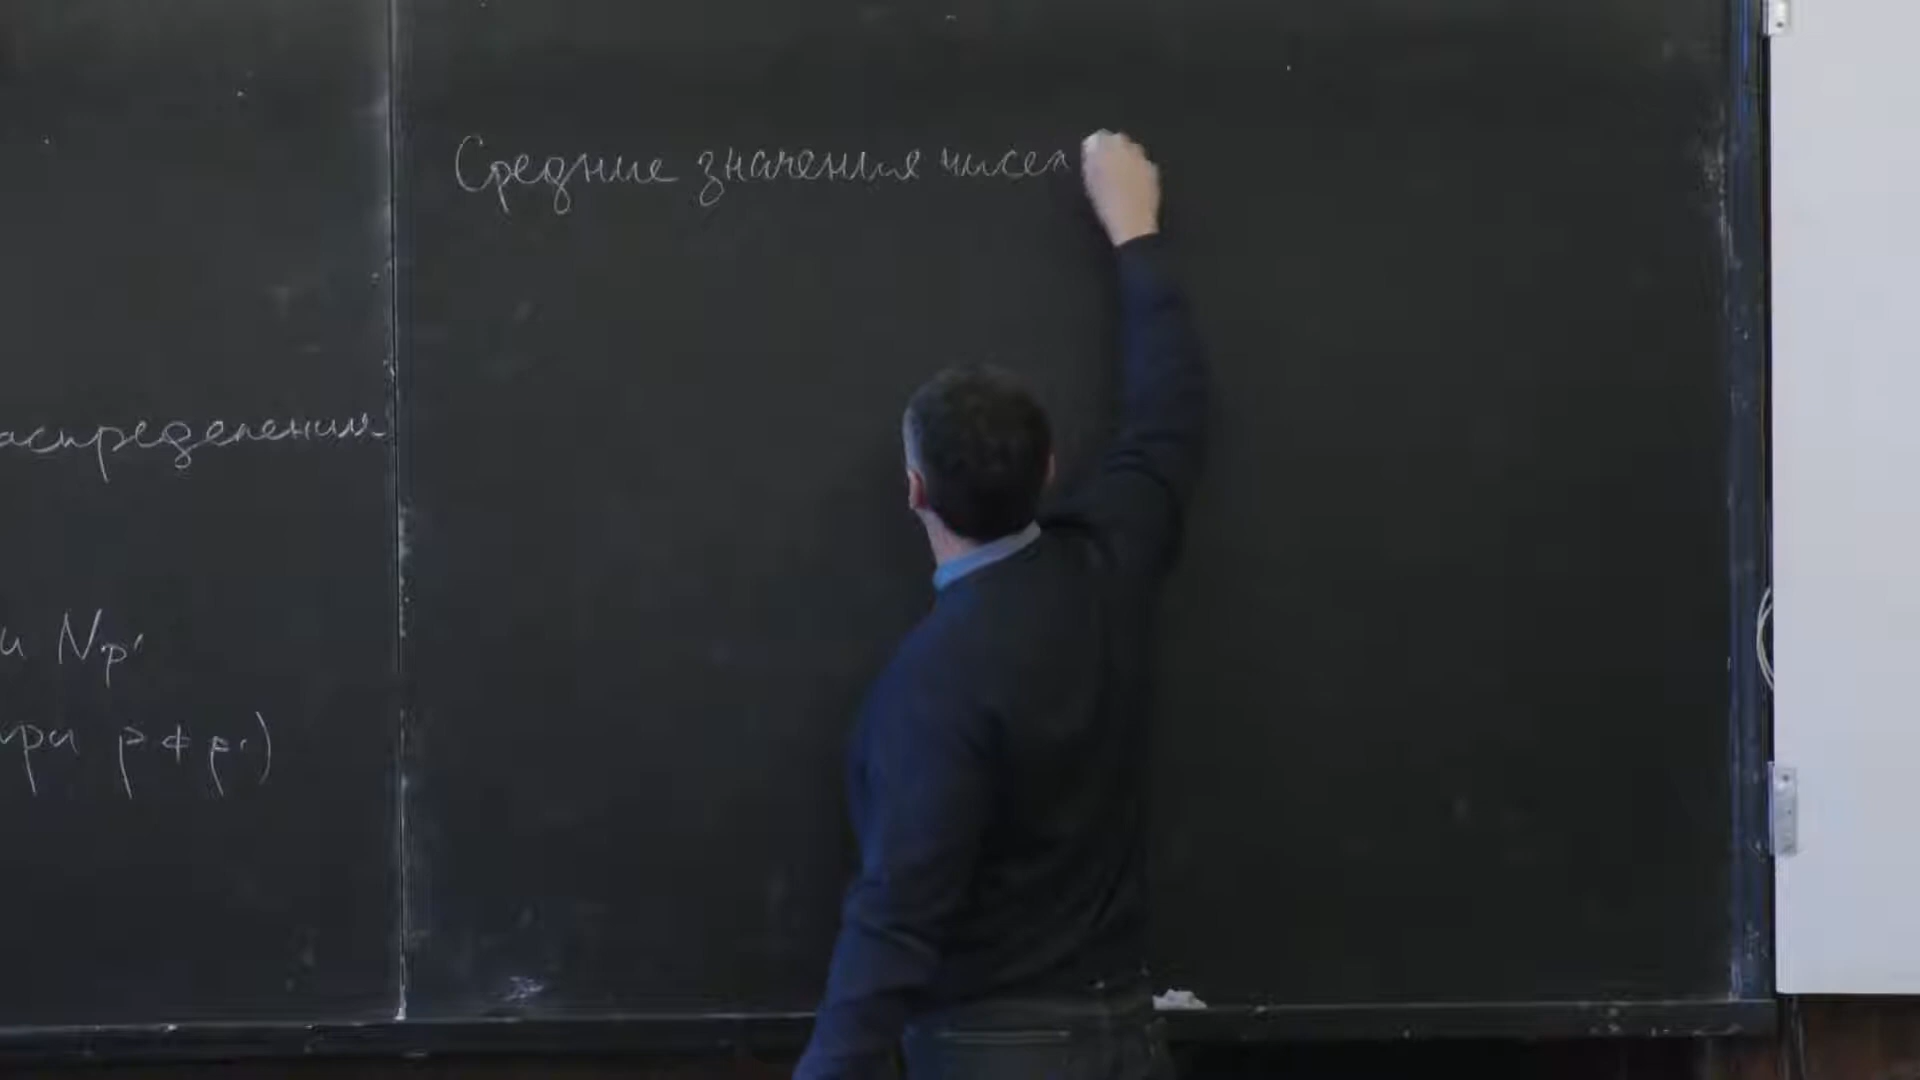 Средние значения чисел
аспределения
и Np'
при p ≠ p')